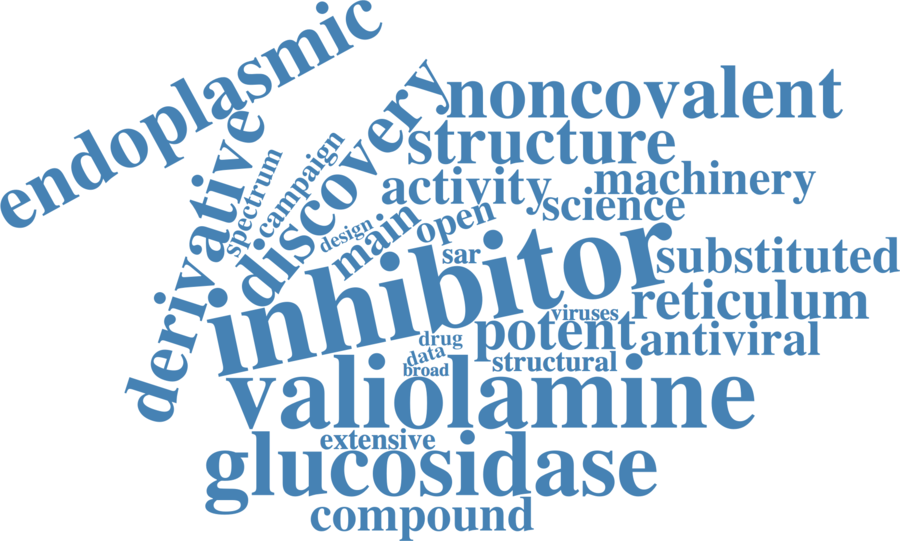 endoplasmic
noncovalent
discovery
derivative
structure
spectrum
campaign
activity
machinery
science
open
main
design
sar
inhibitor
substituted
reticulum
viruses
potent
antiviral
drug
data
broad
structural
valiolamine
extensive
glucosidase
compound